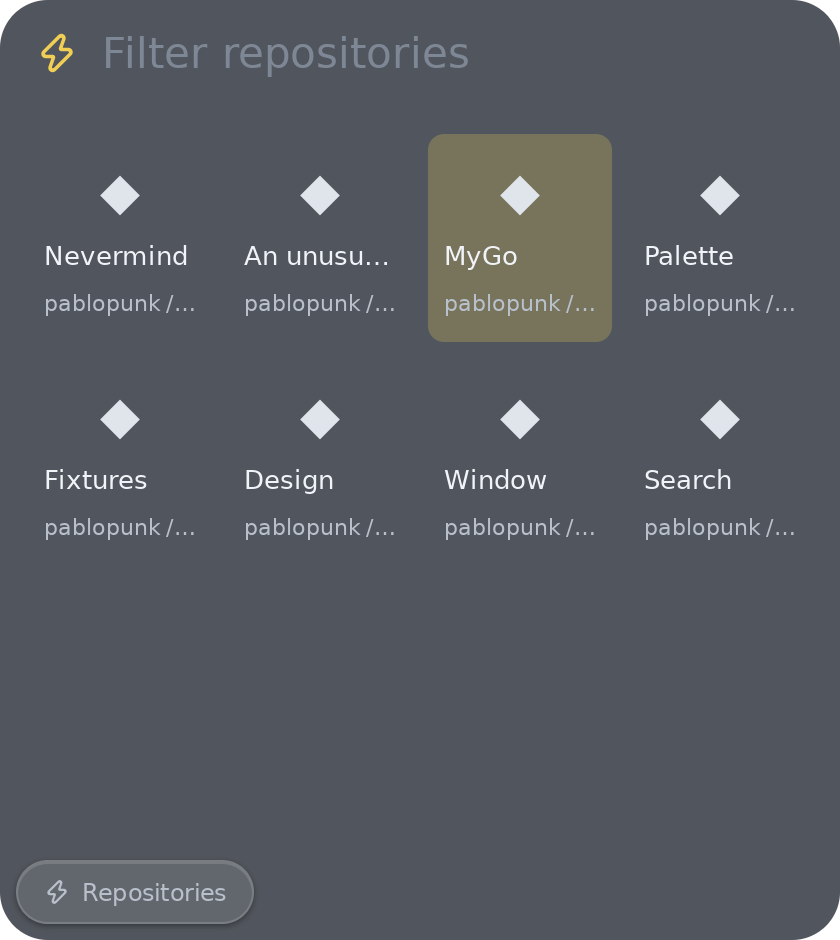 Filter repositories
Nevermind
An unusu...
MyGo
Palette
pablopunk /...
pablopunk /...
pablopunk /...
pablopunk /...
Fixtures
Design
Window
Search
pablopunk /...
pablopunk /...
pablopunk /...
pablopunk /...
Repositories